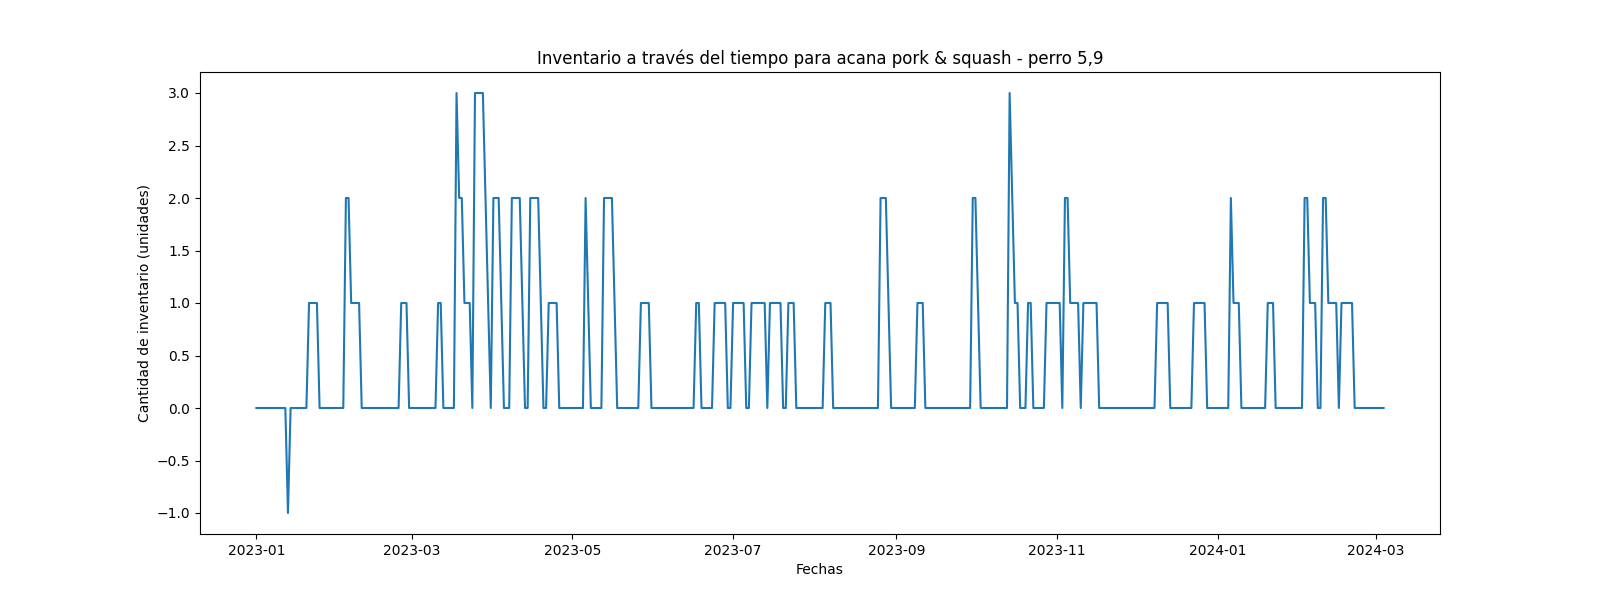 Inventario a través del tiempo para acana pork & squash - perro 5,9
Cantidad de inventario (unidades)
3.0
2.5
2.0
1.5
1.0
0.5
0.0
−0.5
−1.0
2023-01 2023-03 2023-05 2023-07 2023-09 2023-11 2024-01 2024-03
Fechas